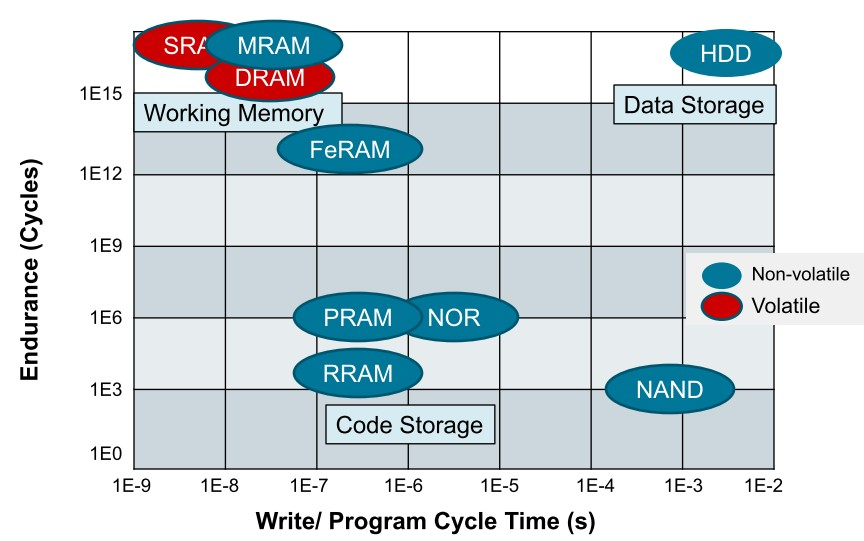 SRA
MRAM
HDD
DRAM
1E15
Working Memory
Data Storage
FeRAM
1E12
1E9
Non-volatile
Volatile
PRAM
NOR
1E6
RRAM
1E3
NAND
Code Storage
1E0
1E-9
1E-8
1E-7
1E-6
1E-5
1E-4
1E-3
1E-2
Endurance (Cycles)
Write/ Program Cycle Time (s)